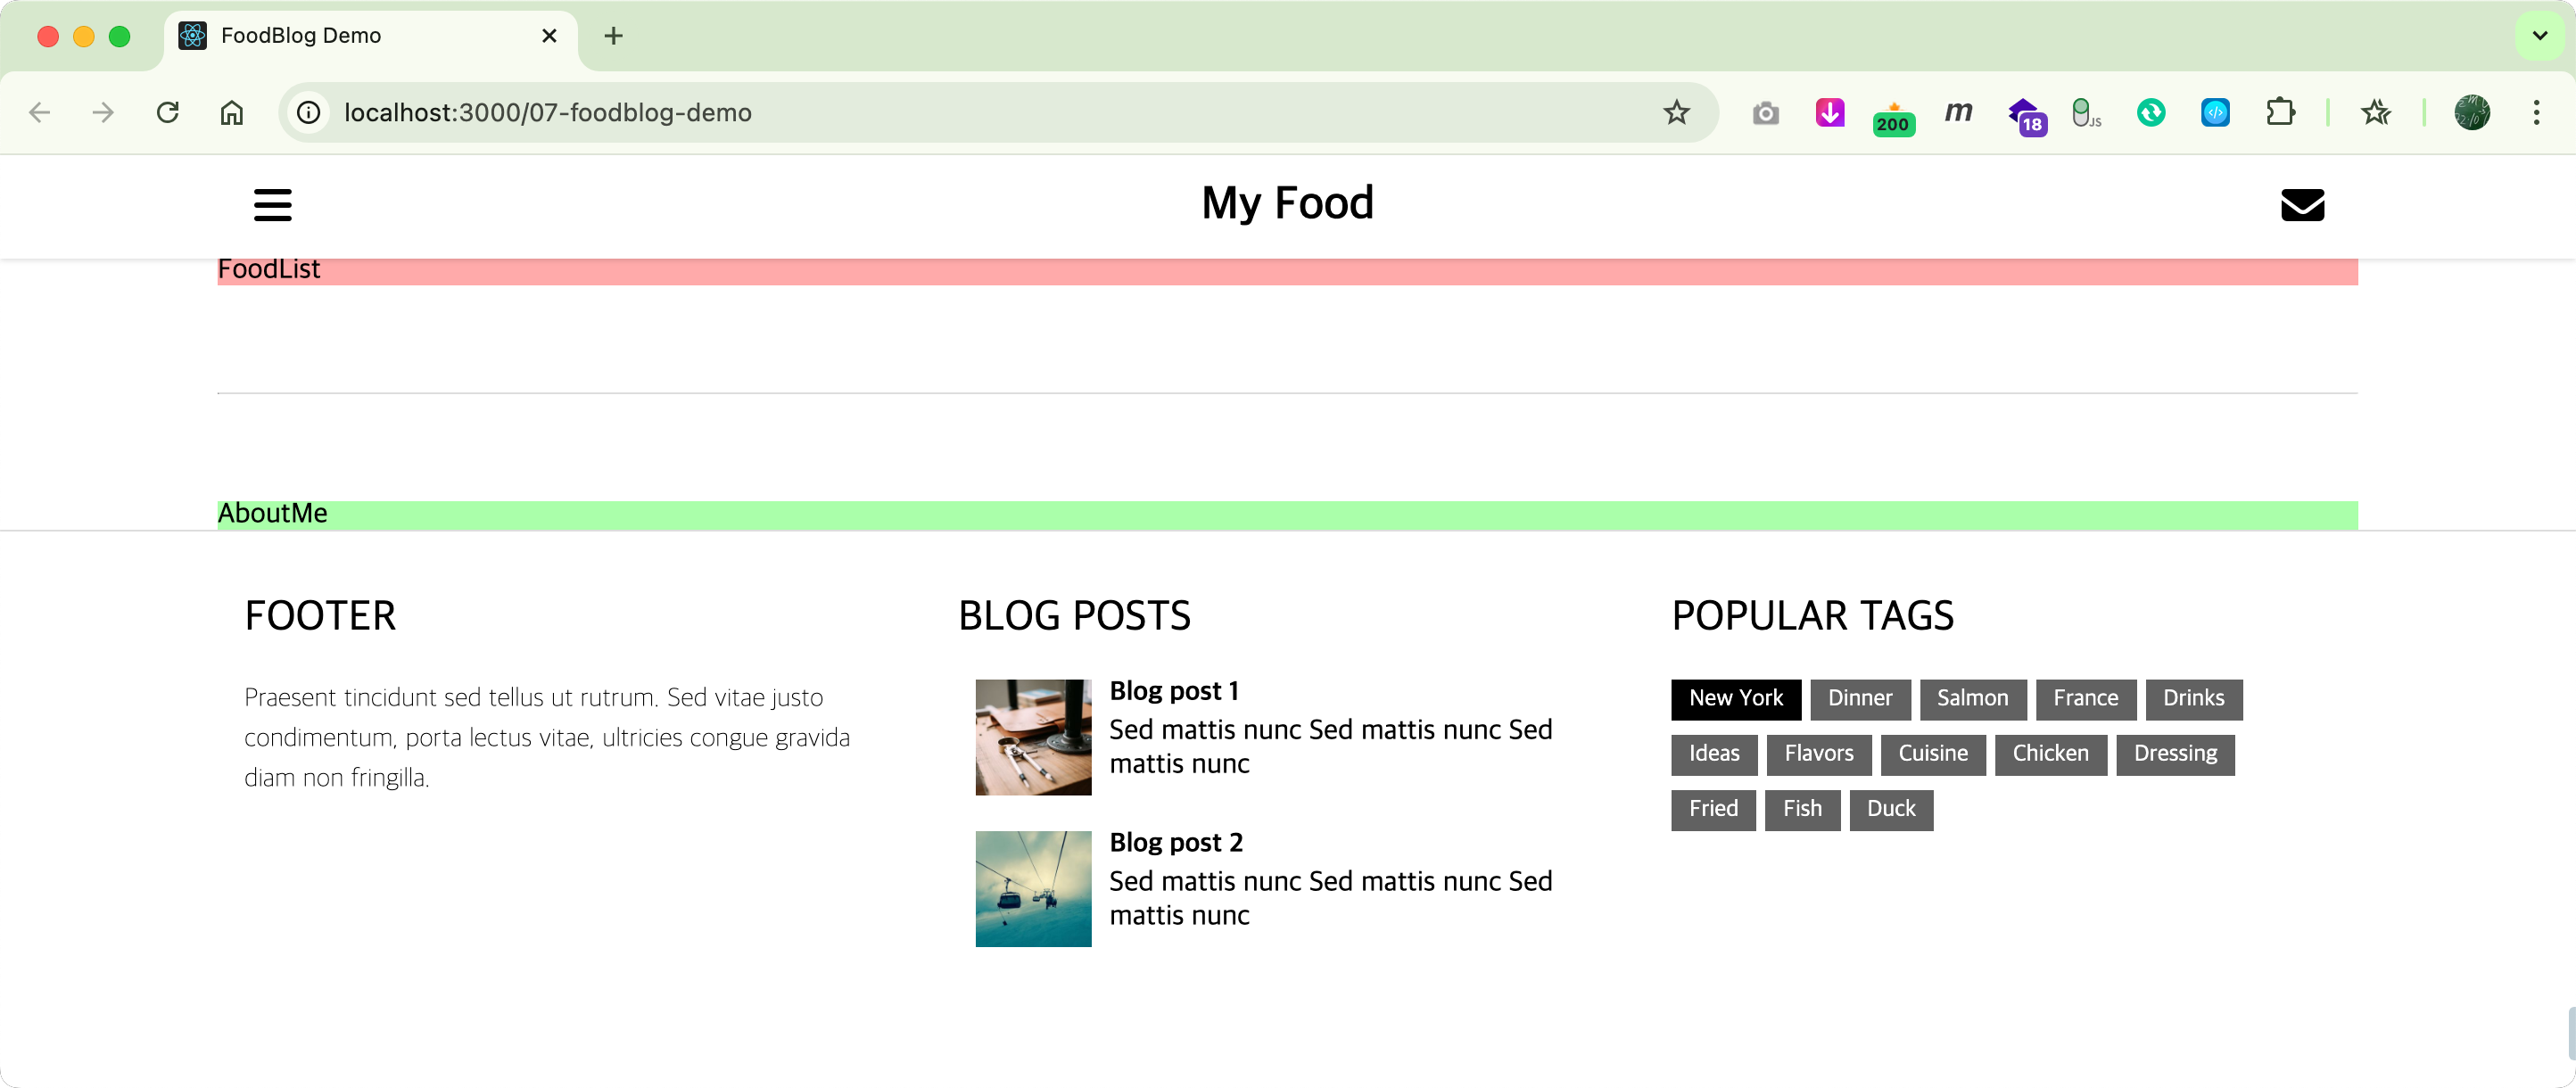 FoodBlog Demo
localhost:3000/07-foodblog-demo
200
m
18
JS
My Food
FoodList
AboutMe
FOOTER
Praesent tincidunt sed tellus ut rutrum. Sed vitae justo
condimentum, porta lectus vitae, ultricies congue gravida
diam non fringilla.
BLOG POSTS
Blog post 1
Sed mattis nunc Sed mattis nunc Sed
mattis nunc
Blog post 2
Sed mattis nunc Sed mattis nunc Sed
mattis nunc
POPULAR TAGS
New York Dinner Salmon France Drinks
Ideas Flavors Cuisine Chicken Dressing
Fried Fish Duck